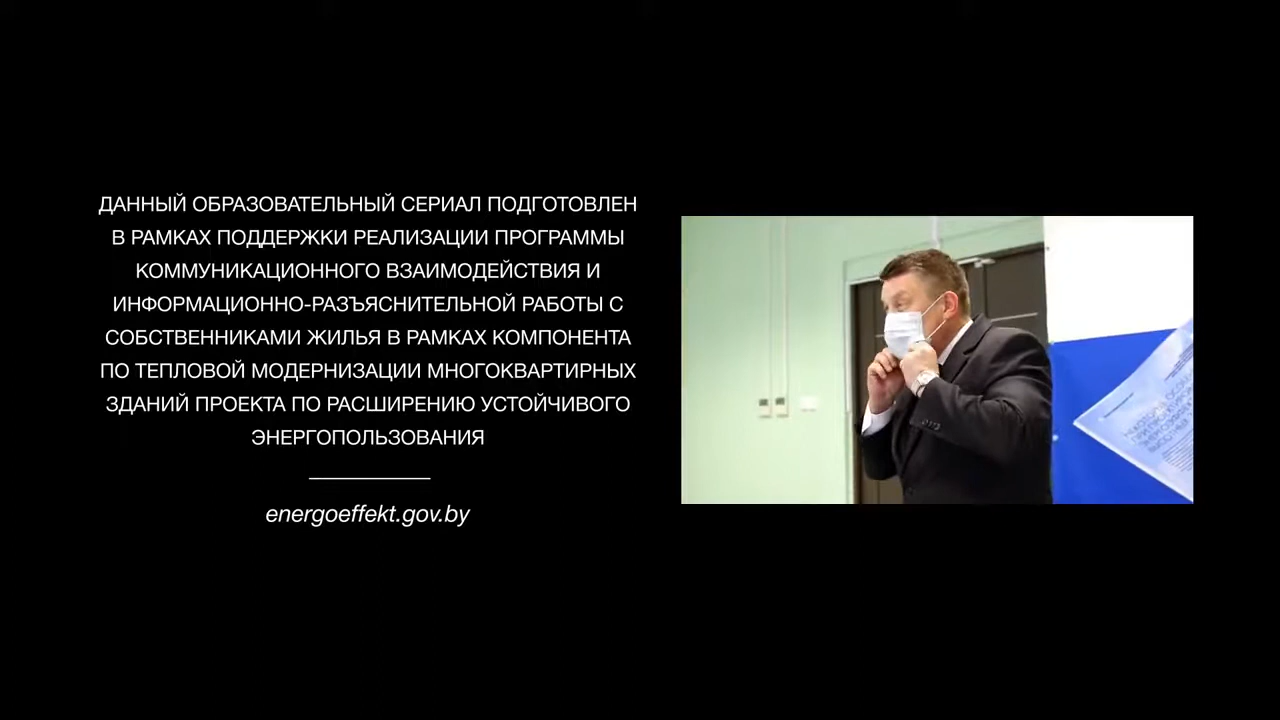 ДАННЫЙ ОБРАЗОВАТЕЛЬНЫЙ СЕРИАЛ ПОДГОТОВЛЕН
В РАМКАХ ПОДДЕРЖКИ РЕАЛИЗАЦИИ ПРОГРАММЫ
КОММУНИКАЦИОННОГО ВЗАИМОДЕЙСТВИЯ И
ИНФОРМАЦИОННО-РАЗЪЯСНИТЕЛЬНОЙ РАБОТЫ С
СОБСТВЕННИКАМИ ЖИЛЬЯ В РАМКАХ КОМПОНЕНТА
ПО ТЕПЛОВОЙ МОДЕРНИЗАЦИИ МНОГОКВАРТИРНЫХ
ЗДАНИЙ ПРОЕКТА ПО РАСШИРЕНИЮ УСТОЙЧИВОГО
ЭНЕРГОПОЛЬЗОВАНИЯ
energoeffekt.gov.by